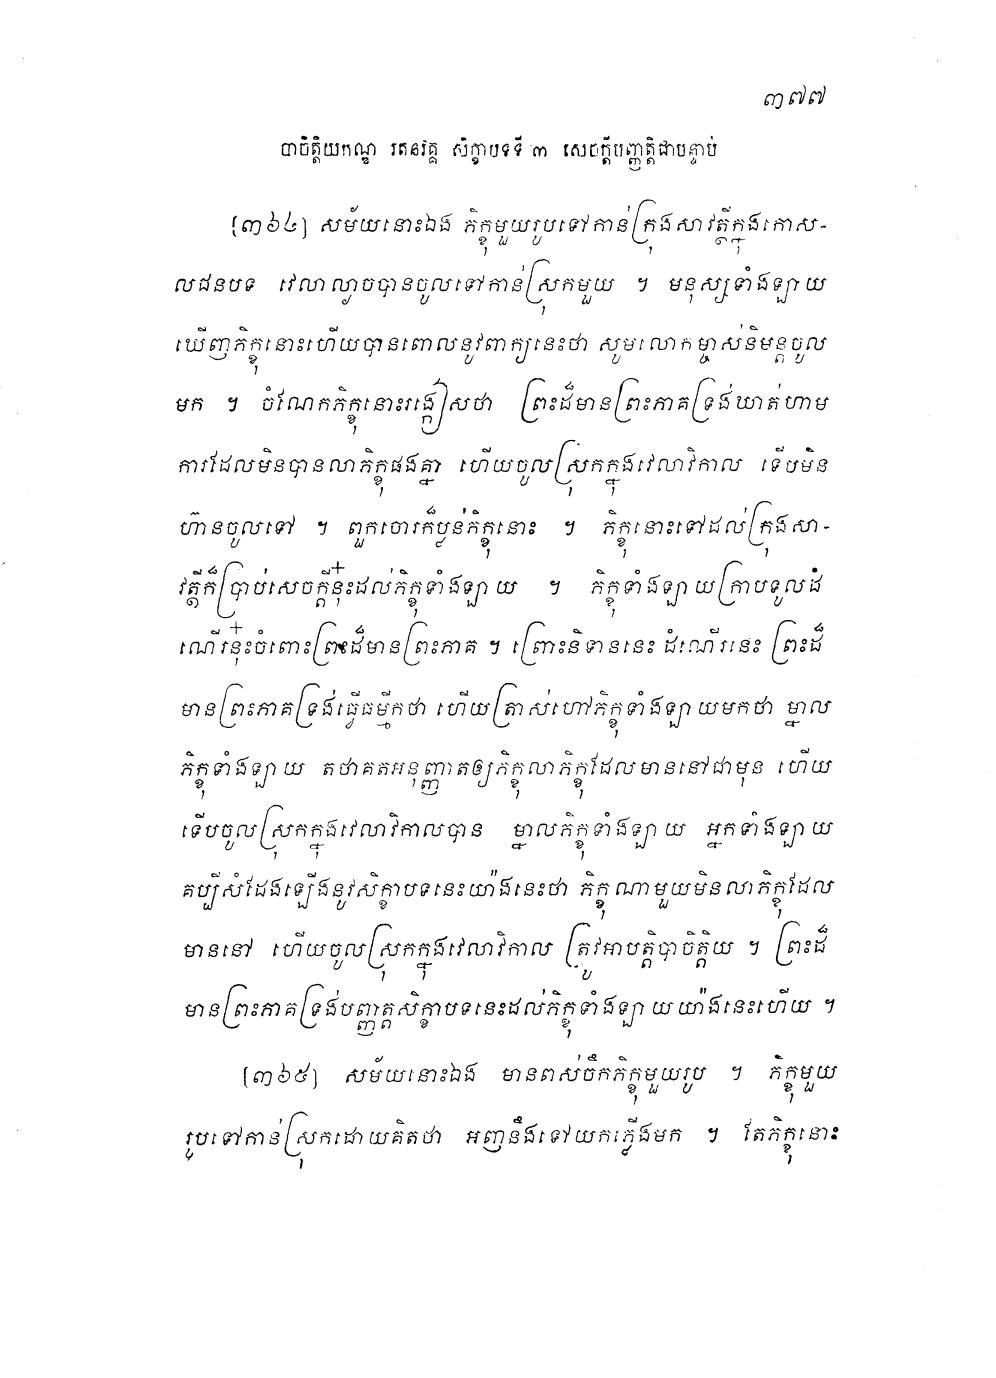 ៣៧៧
បាចិត្តិយកណ្ឌ រតនវគ្គ សិក្ខាបទទី ៣ សេចក្តីបញ្ញត្តិជាបន្ទាប់
[៣៦៤] សម័យនោះឯង ភិក្ខុមួយរូបទៅកាន់ក្រុងសាវត្ថីក្នុងកោស-
លជនបទ វេលាល្ងាចបានចូលទៅកាន់ស្រុកមួយ ។ មនុស្សទាំងឡាយ
ឃើញភិក្ខុនោះហើយបានពោលនូវពាក្យនេះថា សូមលោកម្ចាស់និមន្តចូល
មក ។ ចំណែកភិក្ខុនោះរង្កៀសថា ព្រះដ៏មានព្រះភាគទ្រង់ឃាត់ហាម
ការដែលមិនបានលាភិក្ខុផងគ្នា ហើយចូលស្រុកក្នុងវេលាវិកាល ទើបមិន
ហ៊ានចូលទៅ ។ ពួកចោរក៏ប្លន់ភិក្ខុនោះ ។ ភិក្ខុនោះទៅដល់ក្រុងសា-
វត្ថីក៏ប្រាប់សេចក្តីនុ៎ះដល់ភិក្ខុទាំងឡាយ ។ ភិក្ខុទាំងឡាយក្រាបទូលដំ
ណើរនុ៎ះចំពោះព្រះដ៏មានព្រះភាគ ។ ព្រោះនិទាននេះ ដំណើរនេះ ព្រះដ៏
មានព្រះភាគទ្រង់ធ្វើធម្មីកថា ហើយត្រាស់ហៅភិក្ខុទាំងឡាយមកថា ម្នាល
ភិក្ខុទាំងឡាយ តថាគតអនុញ្ញាតឲ្យភិក្ខុលាភិក្ខុដែលមាននៅជាមុន ហើយ
ទើបចូលស្រុកក្នុងវេលាវិកាលបាន ម្នាលភិក្ខុទាំងឡាយ អ្នកទាំងឡាយ
គប្បីសំដែងឡើងនូវសិក្ខាបទនេះយ៉ាងនេះថា ភិក្ខុណាមួយមិនលាភិក្ខុដែល
មាននៅ ហើយចូលស្រុកក្នុងវេលាវិកាល ត្រូវអាបត្តិបាចិត្តិយ ។ ព្រះដ៏
មានព្រះភាគទ្រង់បញ្ញត្តសិក្ខាបទនេះដល់ភិក្ខុទាំងឡាយយ៉ាងនេះហើយ ។
[៣៦៥] សម័យនោះឯង មានពស់ចឹកភិក្ខុមួយរូប ។ ភិក្ខុមួយ
រូបទៅកាន់ស្រុកដោយគិតថា អញនឹងទៅយកភ្លើងមក ។ តែភិក្ខុនោះ